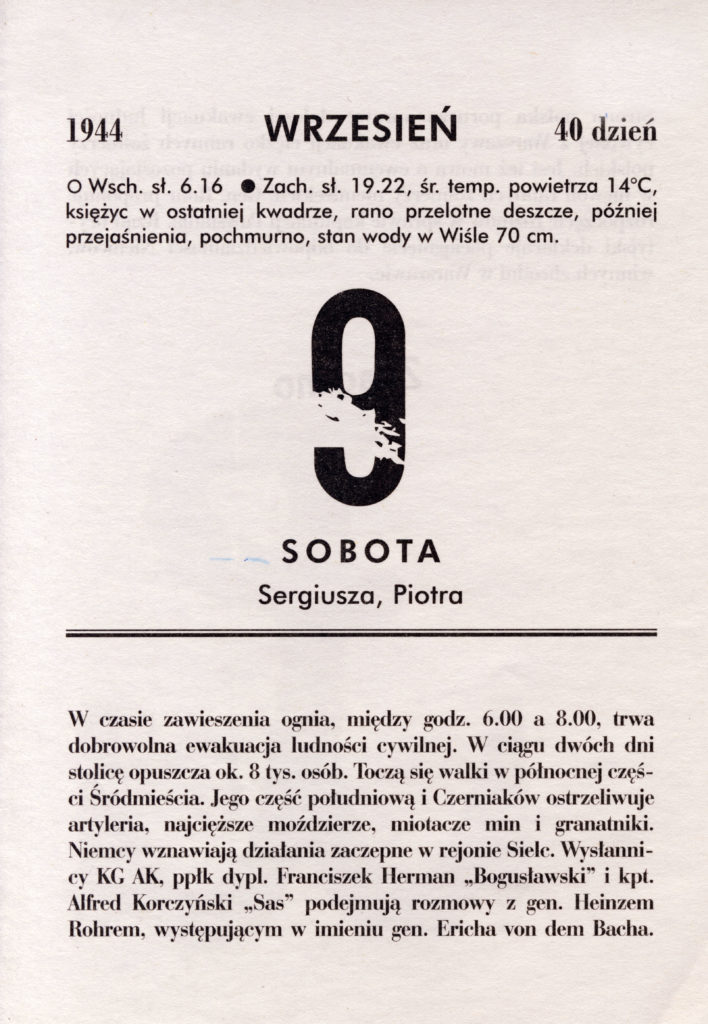 1944 WRZESIEŃ 40 dzień
O Wsch. sł. 6.16 ● Zach. sł. 19.22, śr. temp. powietrza 14°C,
księżyc w ostatniej kwadrze, rano przelotne deszcze, później
przejaśnienia, pochmurno, stan wody w Wiśle 70 cm.
9
SOBOTA
Sergiusza, Piotra
W czasie zawieszenia ognia, między godz. 6.00 a 8.00, trwa
dobrowolna ewakuacja ludności cywilnej. W ciągu dwóch dni
stolicę opuszcza ok. 8 tys. osób. Toczą się walki w północnej częś-
ci Śródmieścia. Jego część południową i Czerniaków ostrzeliwuje
artyleria, najcięższe moździerze, miotacze min i granatniki.
Niemcy wznawiają działania zaczepne w rejonie Sielc. Wysłanni-
cy KG AK, ppłk dypl. Franciszek Herman „Bogusławski” i kpt.
Alfred Korczyński „Sas” podejmują rozmowy z gen. Heinzem
Rohrem, występującym w imieniu gen. Ericha von dem Bacha.